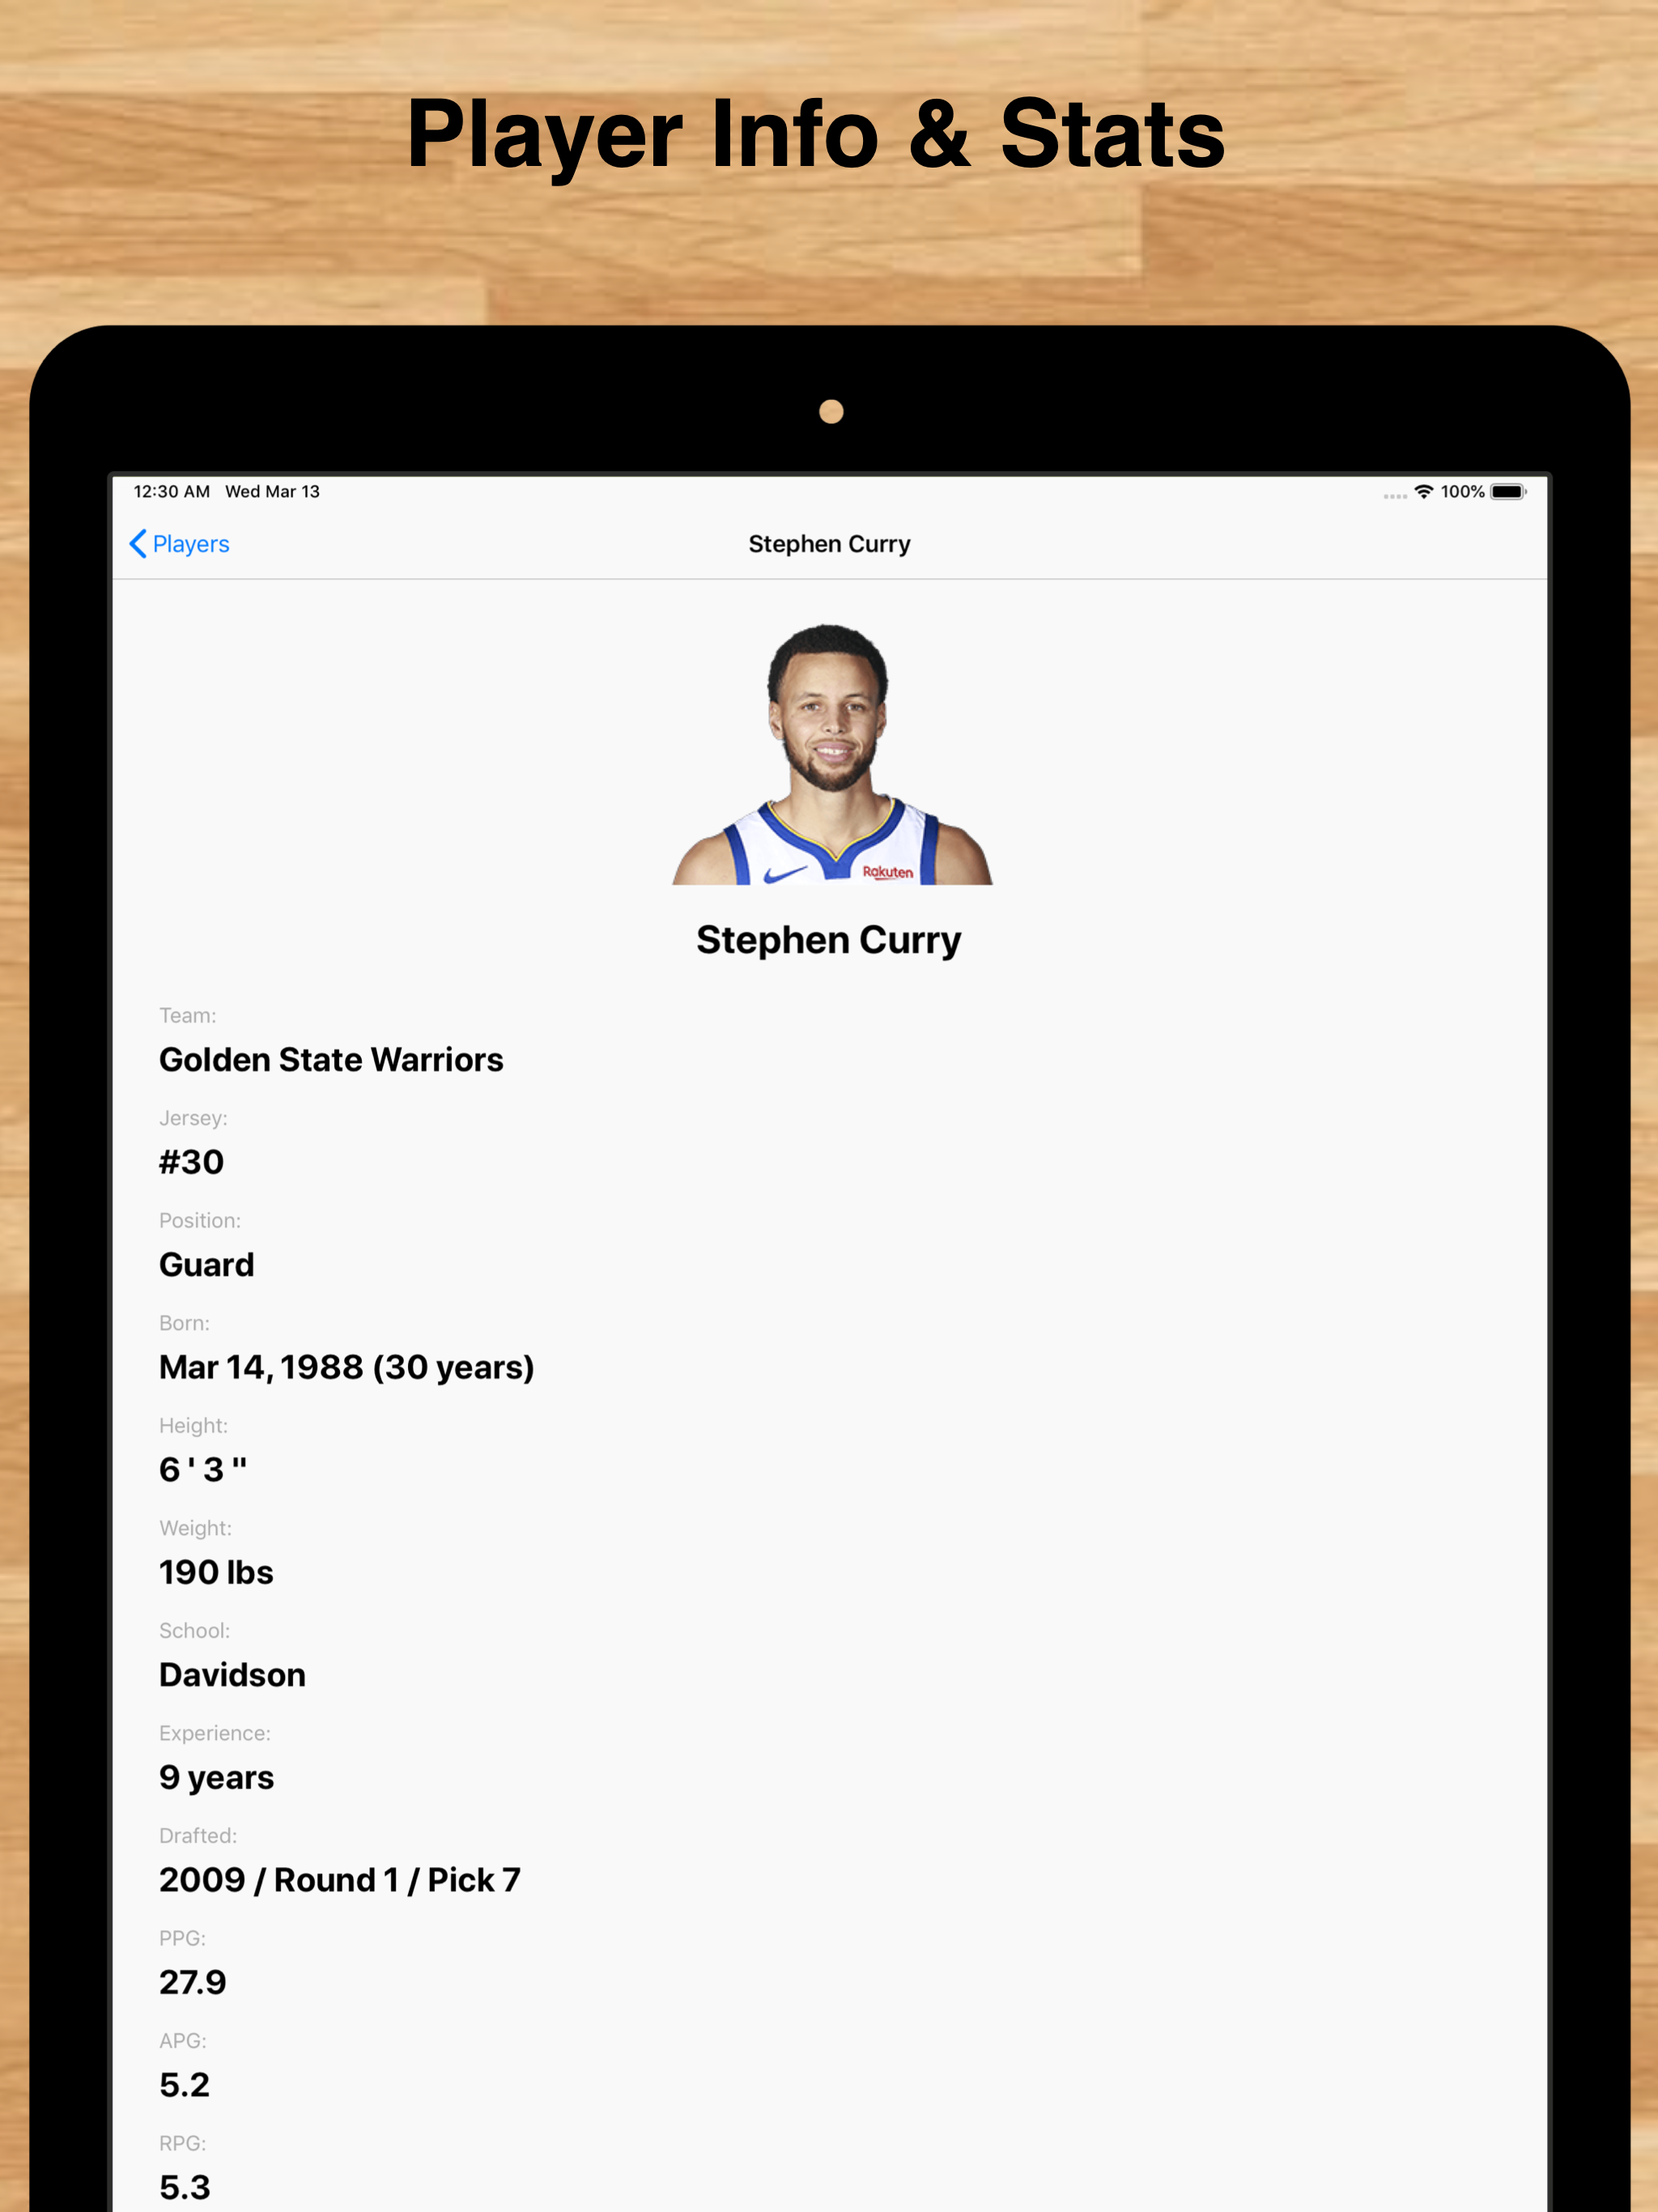 Player Info & Stats
12:30 AM Wed Mar 13 100%
Players Stephen Curry
Rakuten
Stephen Curry
Team:
Golden State Warriors
Jersey:
#30
Position:
Guard
Born:
Mar 14, 1988 (30 years)
Height:
6 ' 3 "
Weight:
190 lbs
School:
Davidson
Experience:
9 years
Drafted:
2009 / Round 1 / Pick 7
PPG:
27.9
APG:
5.2
RPG:
5.3